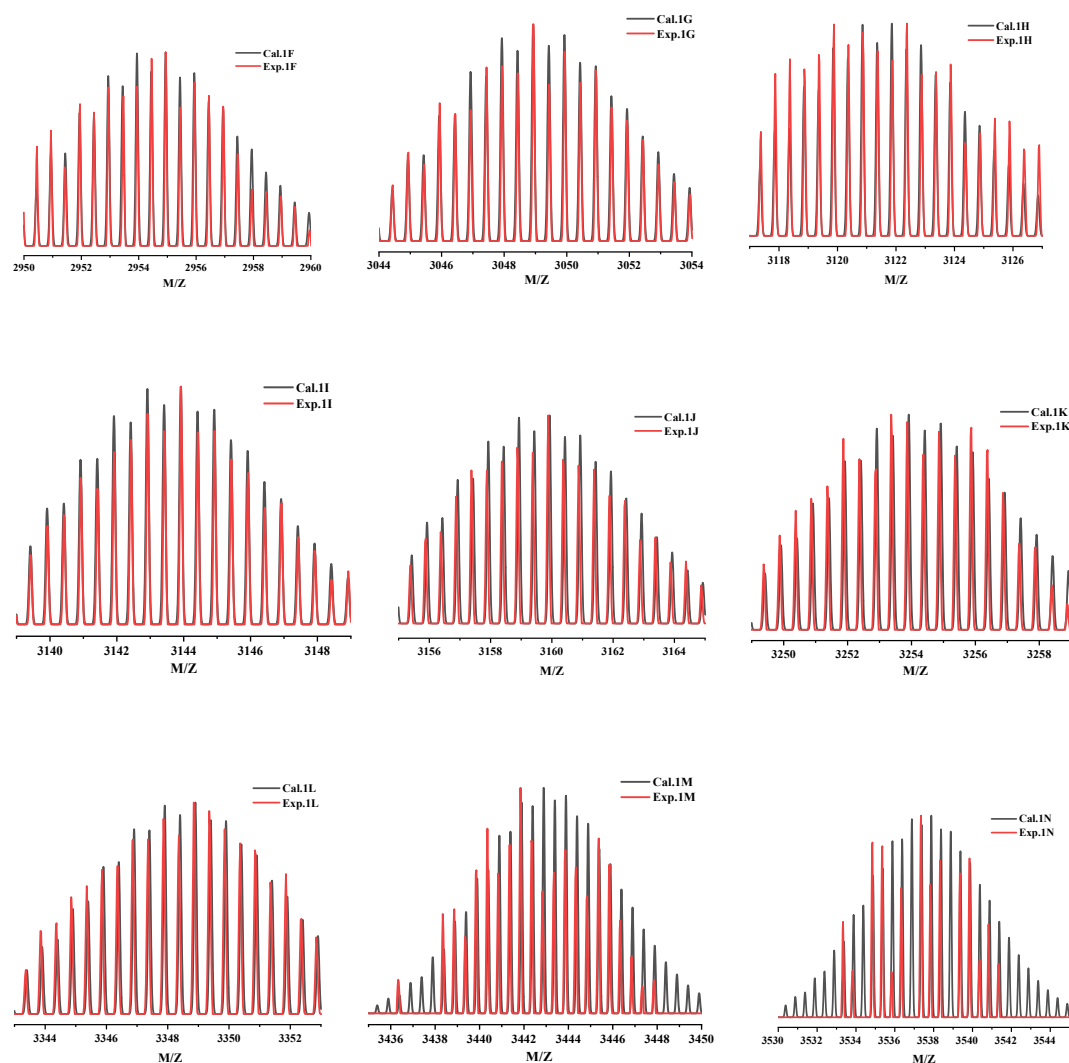 Cal.1F
Exp.1F
2950 2952 2954 2956 2958 2960
M/Z
Cal.1G
Exp.1G
3044 3046 3048 3050 3052 3054
M/Z
Cal.1H
Exp.1H
3118 3120 3122 3124 3126
M/Z
Cal.1I
Exp.1I
3140 3142 3144 3146 3148
M/Z
Cal.1J
Exp.1J
3156 3158 3160 3162 3164
M/Z
Cal.1K
Exp.1K
3250 3252 3254 3256 3258
M/Z
Cal.1L
Exp.1L
3344 3346 3348 3350 3352
M/Z
Cal.1M
Exp.1M
3436 3438 3440 3442 3444 3446 3448 3450
M/Z
Cal.1N
Exp.1N
3530 3532 3534 3536 3538 3540 3542 3544
M/Z